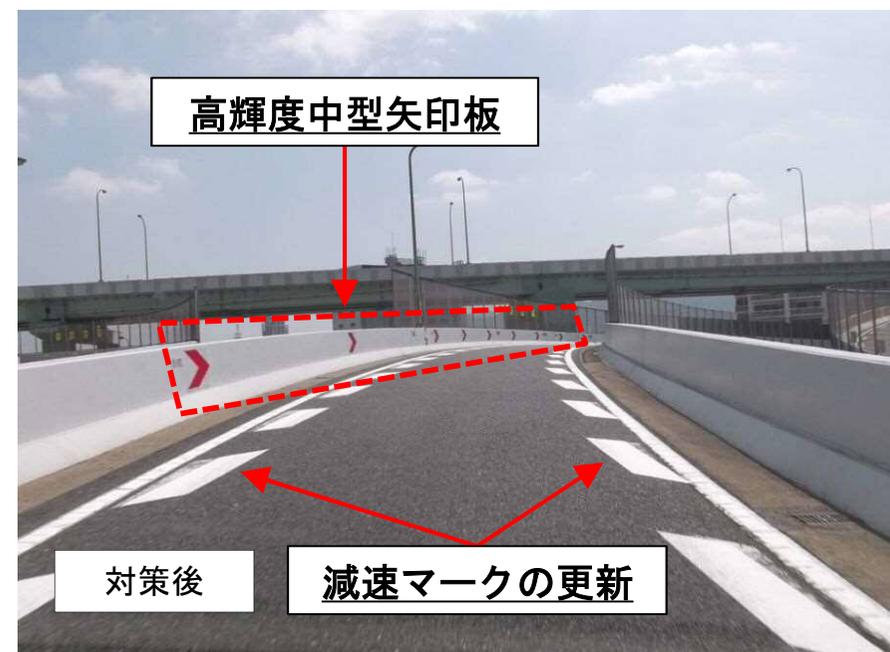 高輝度中型矢印板
対策後
減速マークの更新